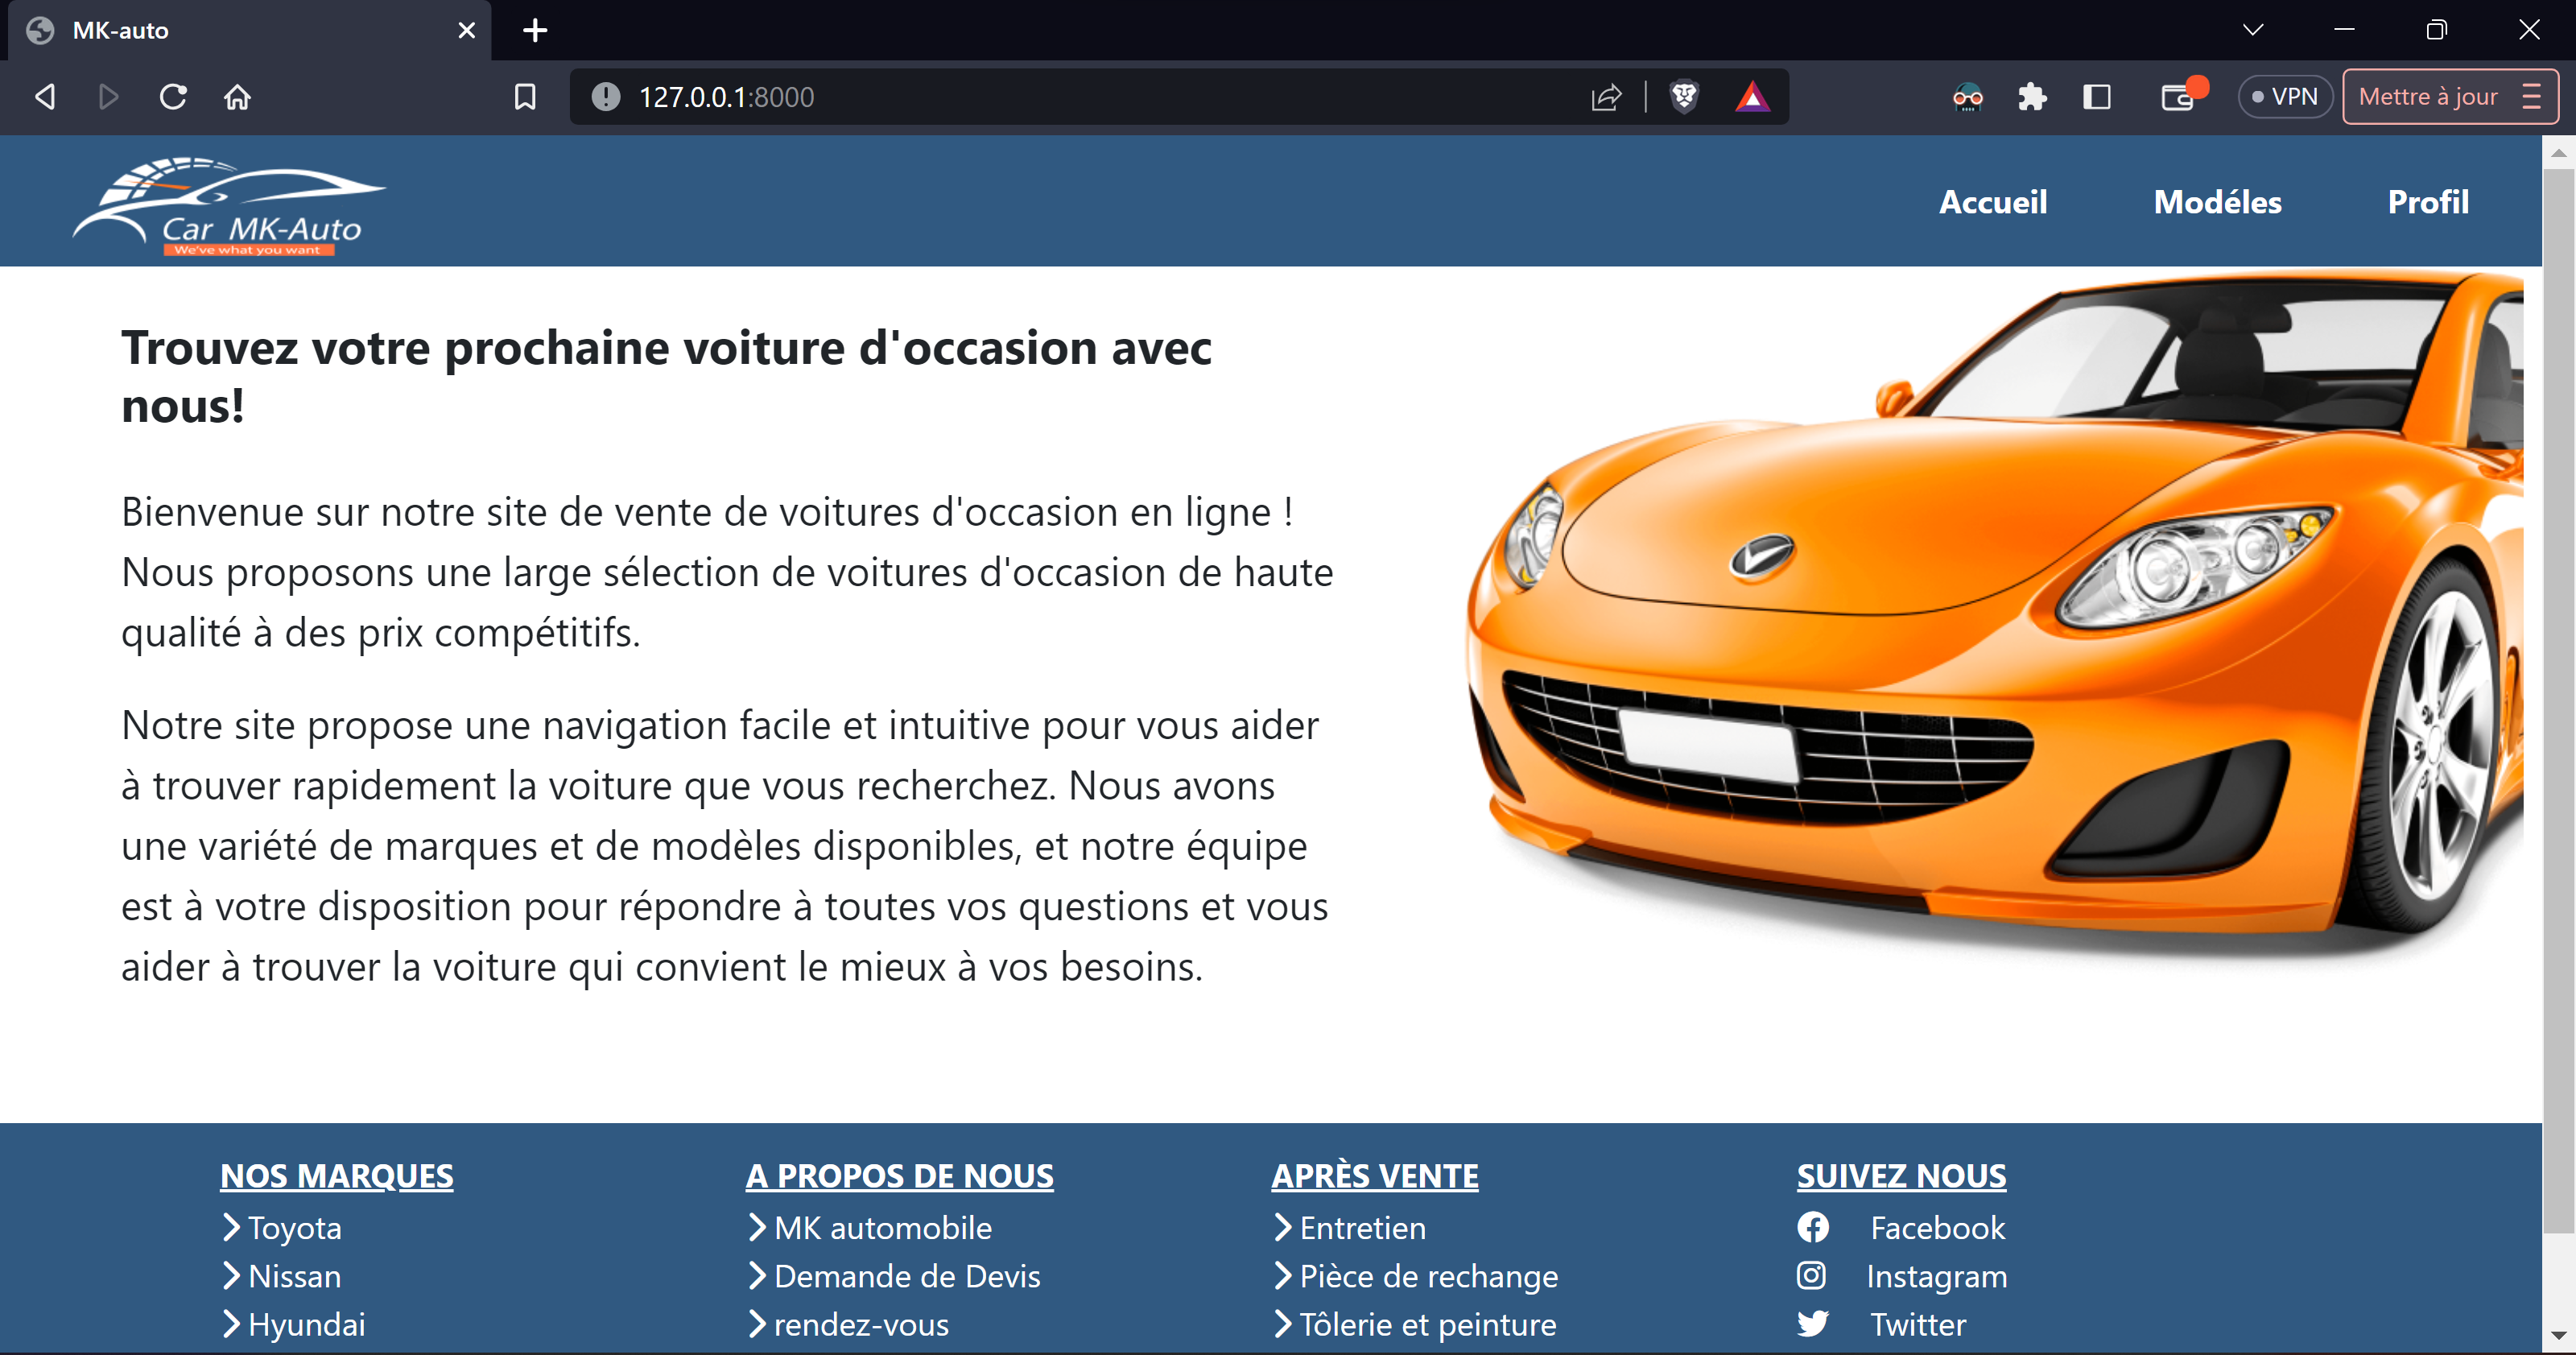 MK-auto
127.0.0.1:8000
VPN
Mettre à jour
Car MK-Auto
We've what you want
Accueil
Modéles
Profil
Trouvez votre prochaine voiture d'occasion avec
nous!
Bienvenue sur notre site de vente de voitures d'occasion en ligne !
Nous proposons une large sélection de voitures d'occasion de haute
qualité à des prix compétitifs.
Notre site propose une navigation facile et intuitive pour vous aider
à trouver rapidement la voiture que vous recherchez. Nous avons
une variété de marques et de modèles disponibles, et notre équipe
est à votre disposition pour répondre à toutes vos questions et vous
aider à trouver la voiture qui convient le mieux à vos besoins.
NOS MARQUES
Toyota
Nissan
Hyundai
A PROPOS DE NOUS
MK automobile
Demande de Devis
rendez-vous
APRÈS VENTE
Entretien
Pièce de rechange
Tôlerie et peinture
SUIVEZ NOUS
Facebook
Instagram
Twitter